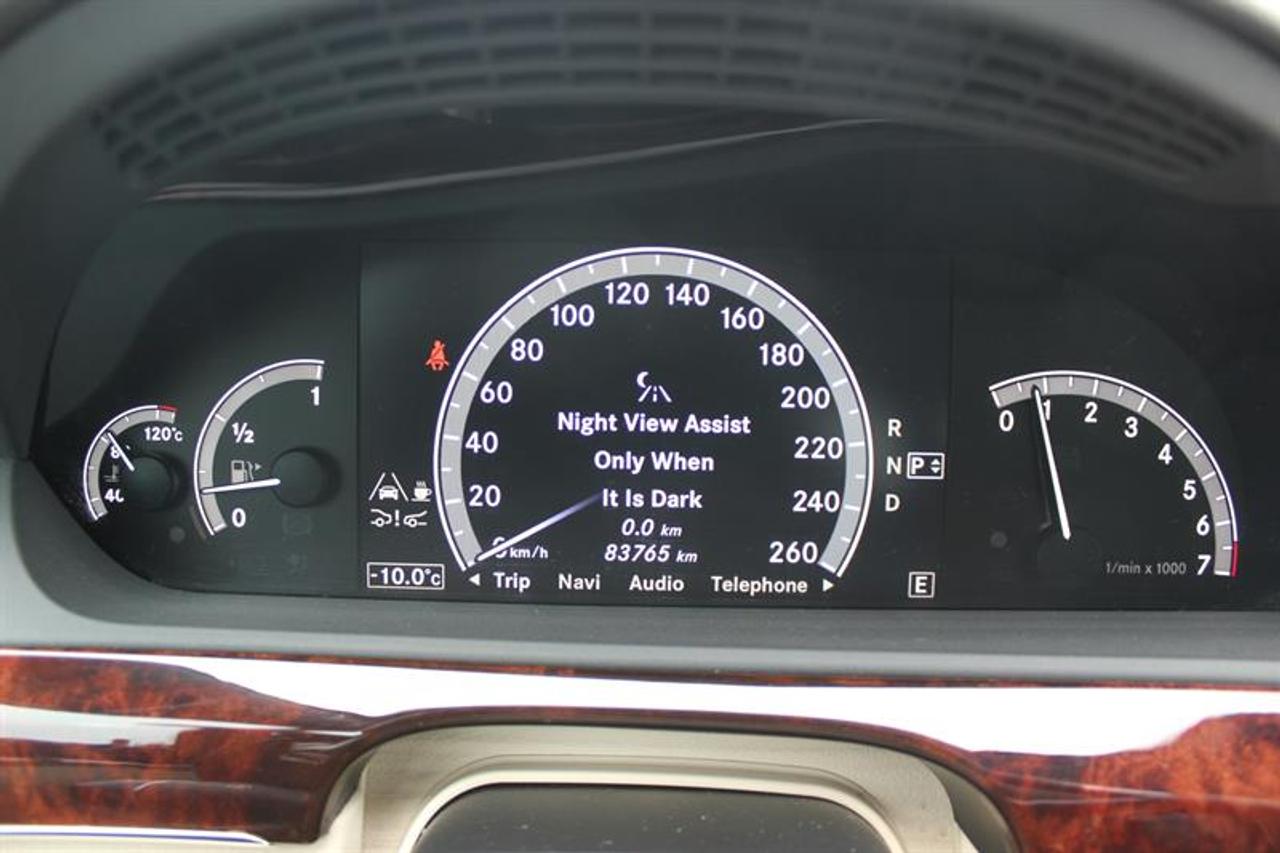 120°c
1
½
0
0
20
40
60
80
100
120
140
160
180
200
220
240
260
km/h
Night View Assist
Only When
It Is Dark
0.0 km
83765 km
-10.0°c
Trip Navi Audio Telephone
R
N P
D
E
0 1 2 3 4 5 6 7
1/min x 1000